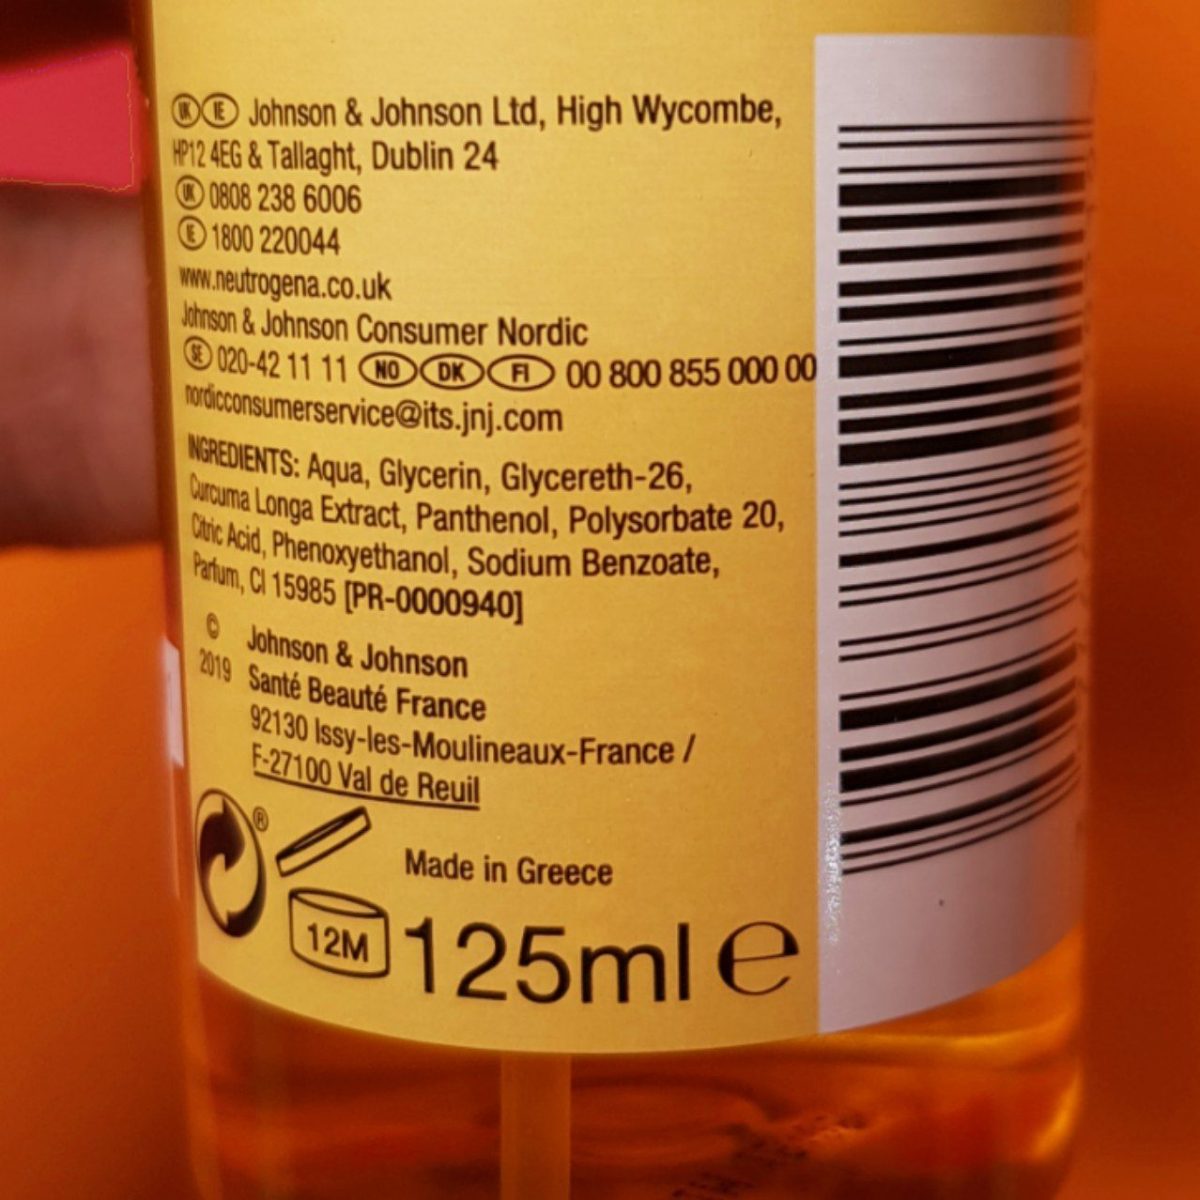 UK IE Johnson & Johnson Ltd, High Wycombe,
HP12 4EG & Tallaght, Dublin 24
UK 0808 238 6006
IE 1800 220044
www.neutrogena.co.uk
Johnson & Johnson Consumer Nordic
SE 020-42 11 11 NO DK FI 00 800 855 000 00
nordicconsumerservice@its.jnj.com
INGREDIENTS: Aqua, Glycerin, Glycereth-26,
Curcuma Longa Extract, Panthenol, Polysorbate 20,
Citric Acid, Phenoxyethanol, Sodium Benzoate,
Parfum, CI 15985 [PR-0000940]
© Johnson & Johnson
2019 Santé Beauté France
92130 Issy-les-Moulineaux-France /
F-27100 Val de Reuil
®
Made in Greece
12M 125ml e